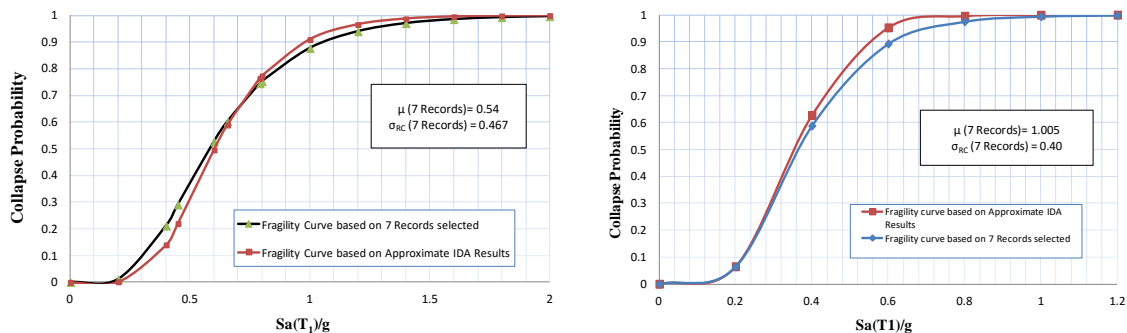 1
0.9
0.8
0.7
0.6
0.5
0.4
0.3
0.2
0.1
0
Collapse Probability
μ (7 Records)= 0.54
σRC (7 Records) = 0.467
Fragility Curve based on 7 Records selected
Fragility Curve based on Approximate IDA Results
0 0.5 1 1.5 2
Sa(T1)/g
1
0.9
0.8
0.7
0.6
0.5
0.4
0.3
0.2
0.1
0
Collapse Probability
μ (7 Records)= 1.005
σRC (7 Records) = 0.40
Fragility curve based on Approximate IDA
Results
Fragility curve based on 7 Records selected
0 0.2 0.4 0.6 0.8 1 1.2
Sa(T1)/g